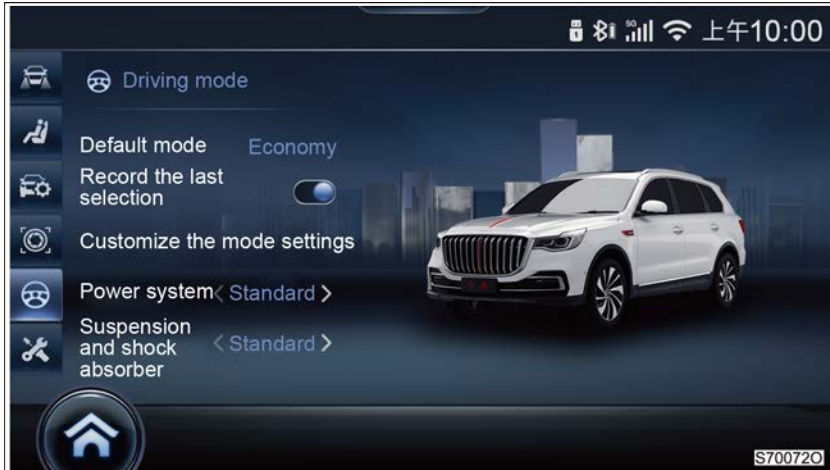 5G
上午10:00
Driving mode
Default mode Economy
Record the last
selection
Customize the mode settings
Power system < Standard >
Suspension
and shock < Standard >
absorber
S70072O